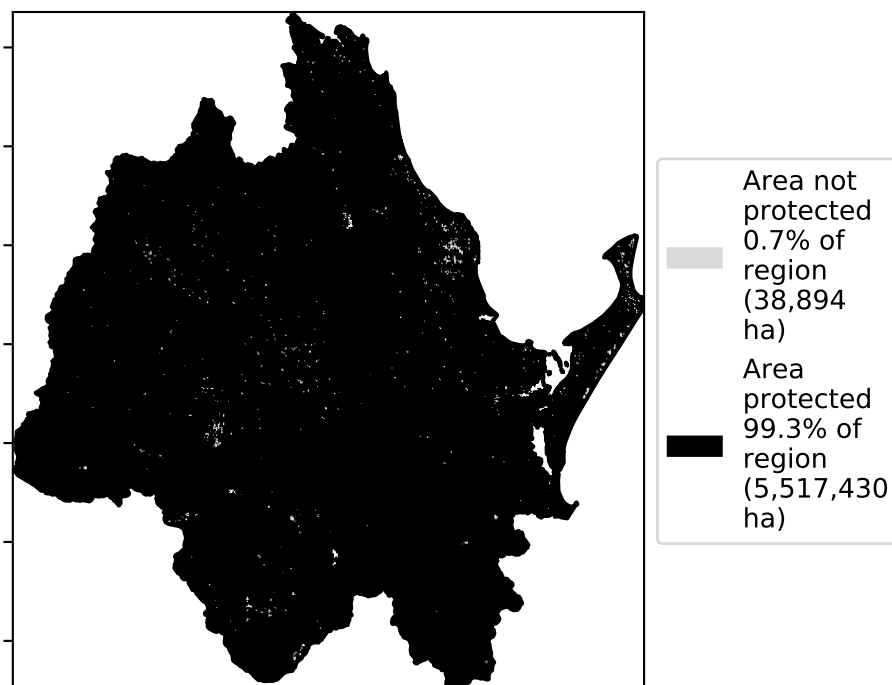 Area not
protected
0.7% of
region
(38,894
ha)
Area
protected
99.3% of
region
(5,517,430
ha)